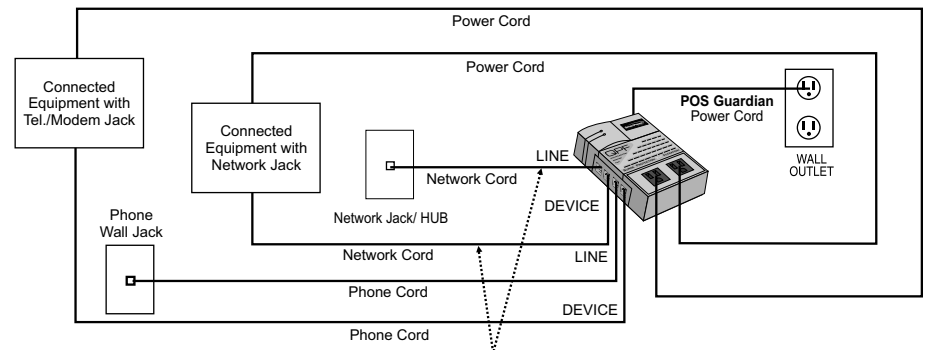 Power Cord
Power Cord
Connected
Equipment with
Tel./Modem Jack
Connected
Equipment with
Network Jack
POS Guardian
Power Cord
WALL
OUTLET
LINE
Network Cord
DEVICE
Network Jack/ HUB
Phone
Wall Jack
Network Cord
LINE
Phone Cord
DEVICE
Phone Cord